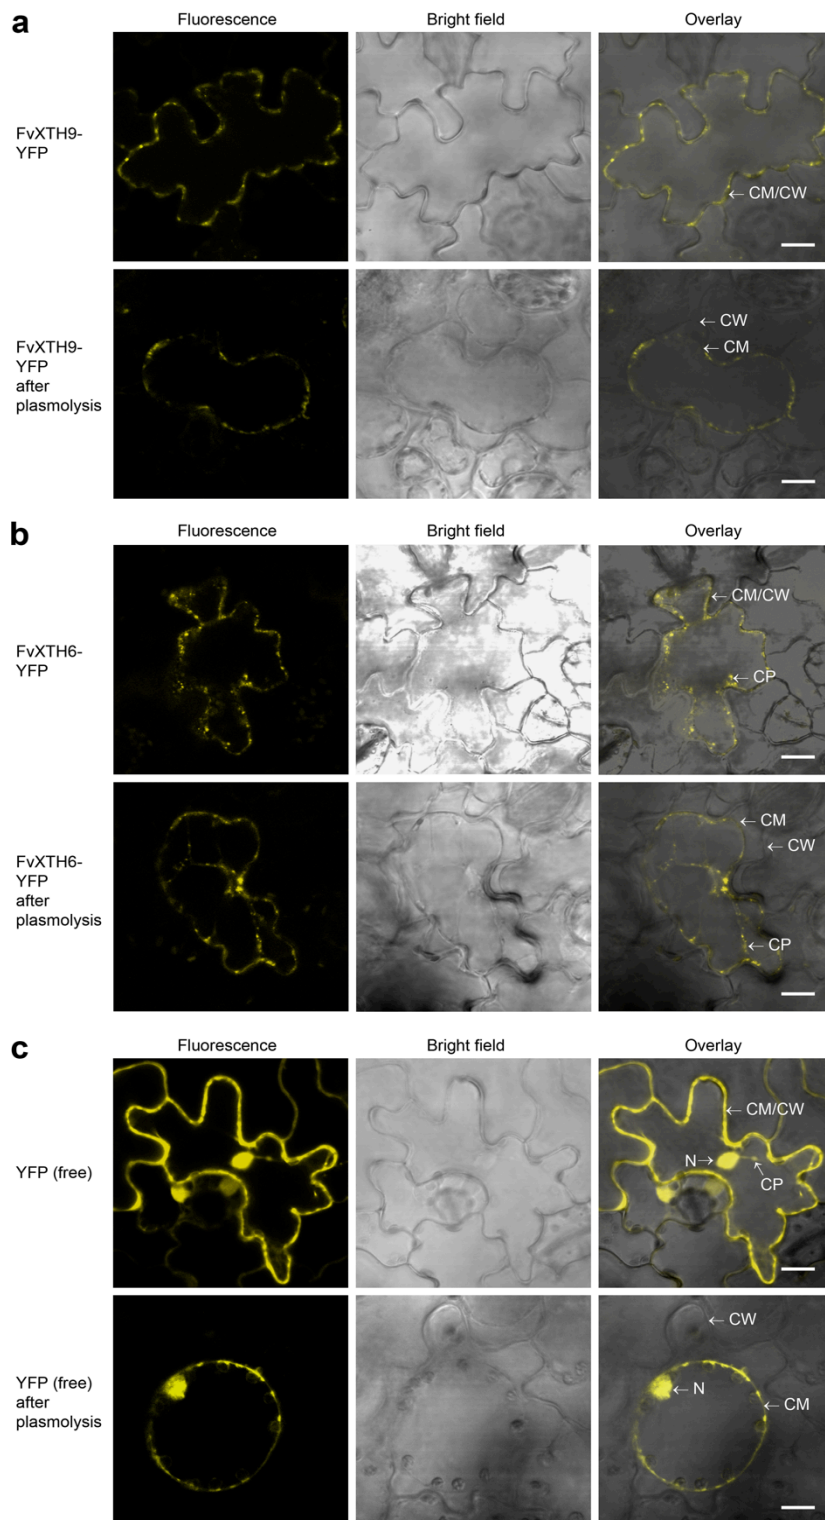 a
Fluorescence Bright field Overlay
FvXTH9-
YFP
← CM/CW
FvXTH9-
YFP
after
plasmolysis
← CW
← CM
b
Fluorescence Bright field Overlay
FvXTH6-
YFP
← CM/CW
← CP
FvXTH6-
YFP
after
plasmolysis
← CM
← CW
← CP
c
Fluorescence Bright field Overlay
YFP (free)
← CM/CW
N→
CP
YFP (free)
after
plasmolysis
← CW
← N
← CM